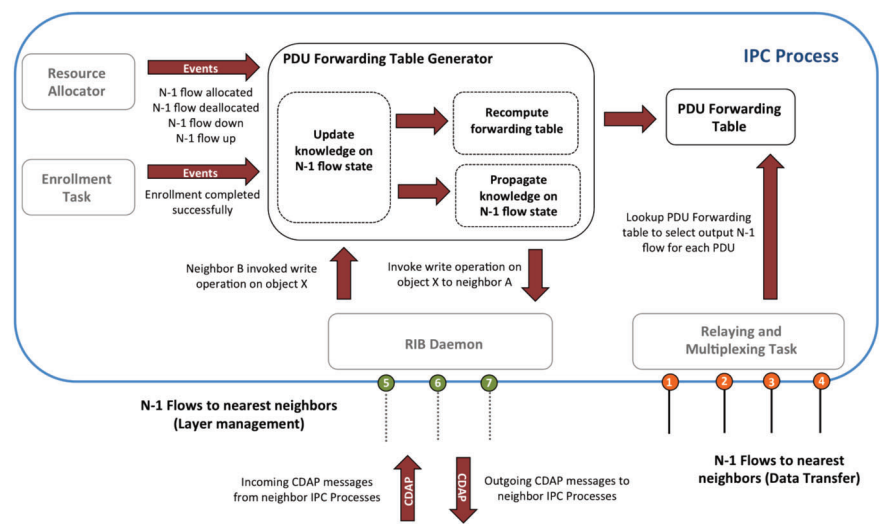 IPC Process
Resource
Allocator
Events
N-1 flow allocated
N-1 flow deallocated
N-1 flow down
N-1 flow up
Enrollment
Task
Events
Enrollment completed
successfully
PDU Forwarding Table Generator
Update
knowledge on
N-1 flow state
Recompute
forwarding table
Propagate
knowledge on
N-1 flow state
PDU Forwarding
Table
Lookup PDU Forwarding
table to select output N-1
flow for each PDU
Neighbor B invoked write
operation on object X
Invoke write operation on
object X to neighbor A
RIB Daemon
Relaying and
Multiplexing Task
5
6
7
1
2
3
4
N-1 Flows to nearest neighbors
(Layer management)
N-1 Flows to nearest
neighbors (Data Transfer)
Incoming CDAP messages
from neighbor IPC Processes
CDAP
CDAP
Outgoing CDAP messages to
neighbor IPC Processes